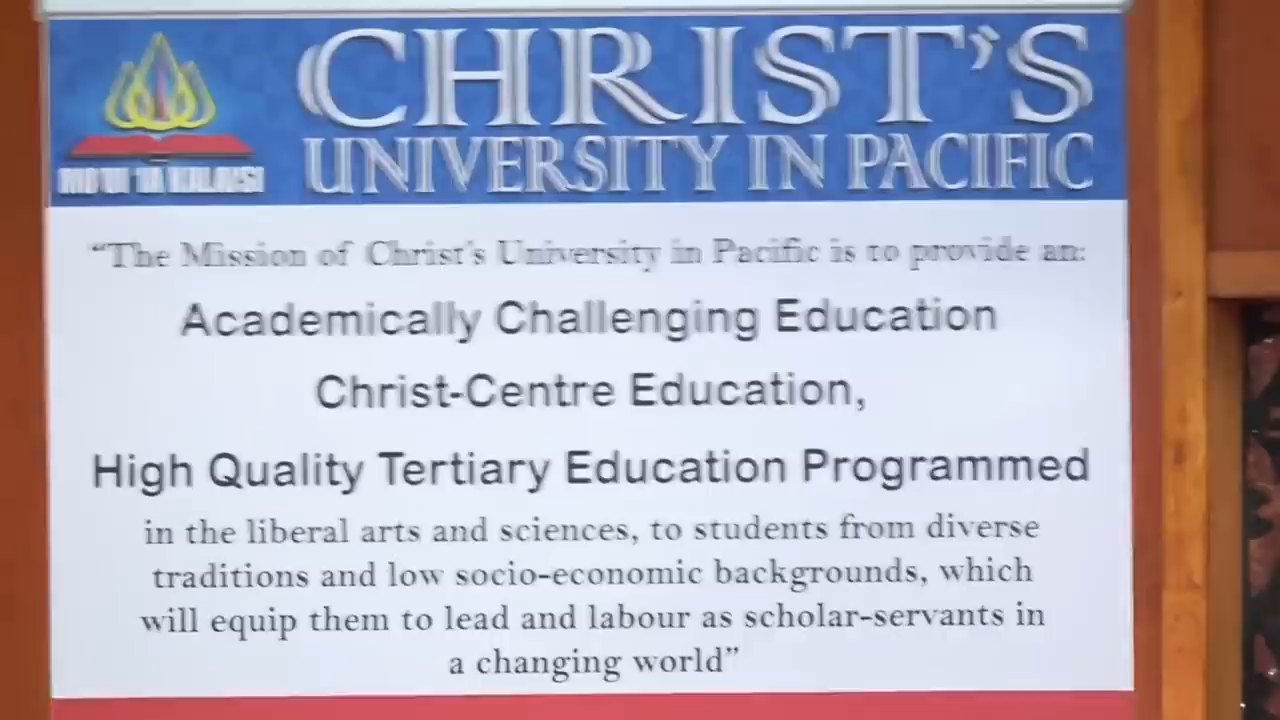 CHRIST'S
UNIVERSITY IN PACIFIC
“The Mission of Christ's University in Pacific is to provide an:
Academically Challenging Education
Christ-Centre Education,
High Quality Tertiary Education Programmed
in the liberal arts and sciences, to students from diverse
traditions and low socio-economic backgrounds, which
will equip them to lead and labour as scholar-servants in
a changing world”